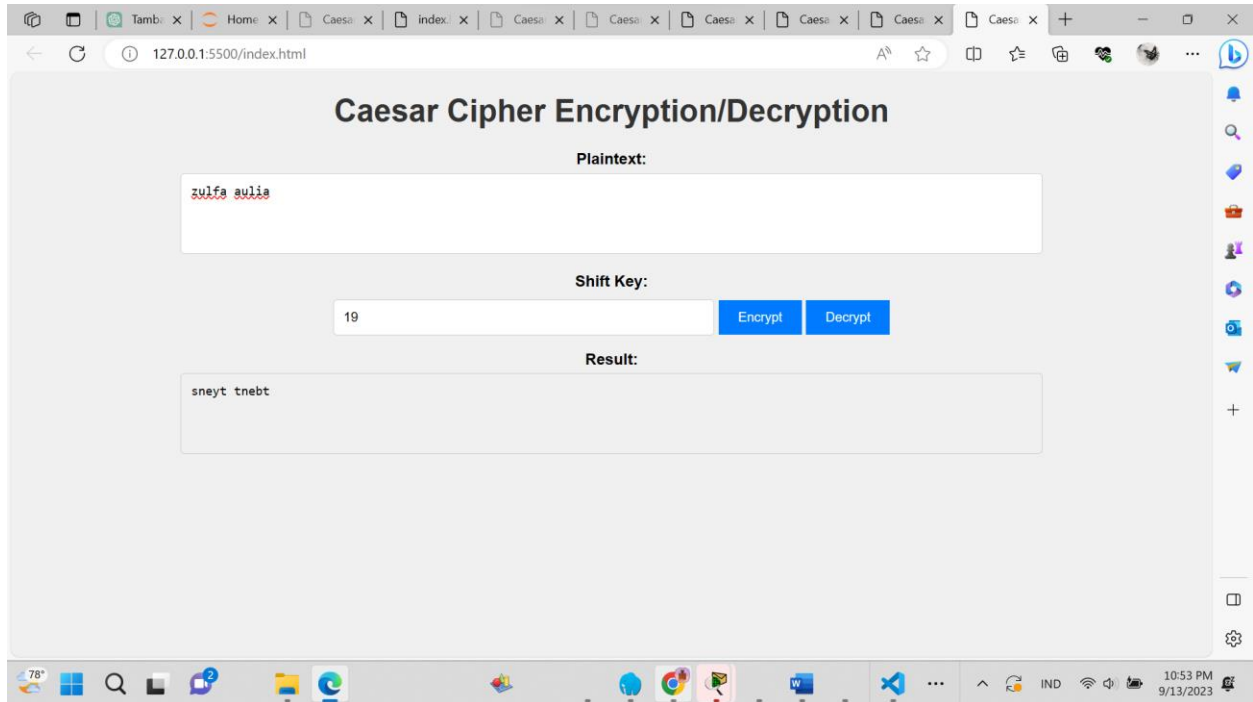 Tamba Home Caesa index. Caesa Caesa Caesa Caesa Caesa Caesa
127.0.0.1:5500/index.html
Caesar Cipher Encryption/Decryption
Plaintext:
zulfa aulia
Shift Key:
19 Encrypt Decrypt
Result:
sneyt tnebt
78° 2 IND 10:53 PM
9/13/2023